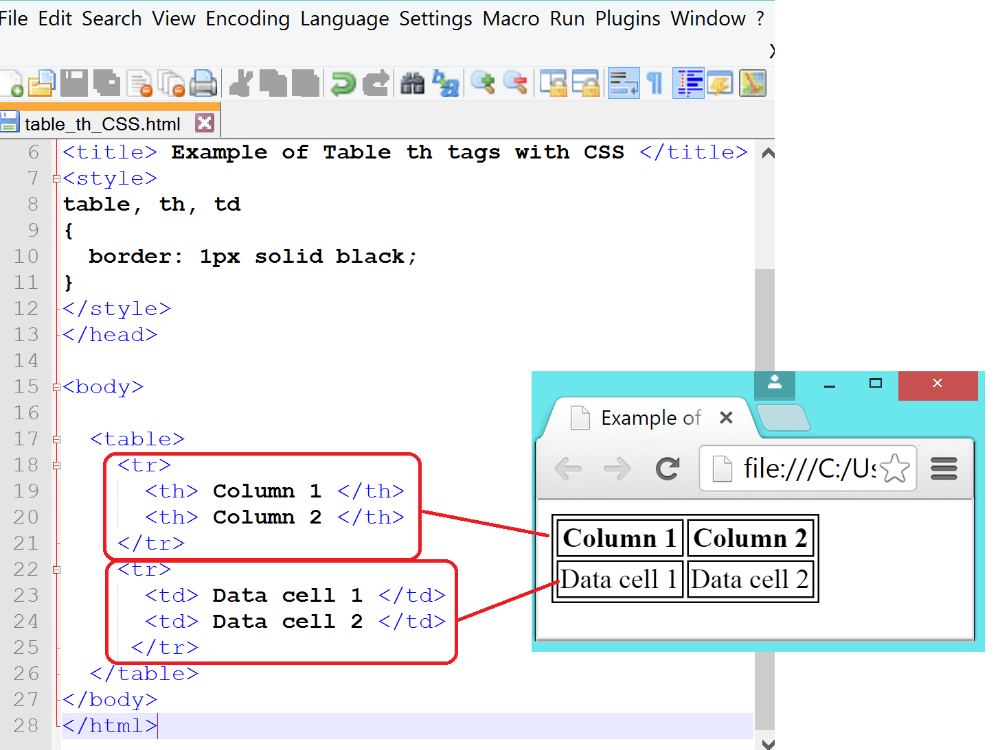 File Edit Search View Encoding Language Settings Macro Run Plugins Window ?
X
table_th_CSS.html
6 <title> Example of Table th tags with CSS </title>
7 <style>
8 table, th, td
9 {
10 border: 1px solid black;
11 }
12 </style>
13 </head>
14
15 <body>
16
17 <table>
18 <tr>
19 <th> Column 1 </th>
20 <th> Column 2 </th>
21 </tr>
22 <tr>
23 <td> Data cell 1 </td>
24 <td> Data cell 2 </td>
25 </tr>
26 </table>
27 </body>
28 </html>
Example of
file:///C:/Us
Column 1 Column 2
Data cell 1 Data cell 2